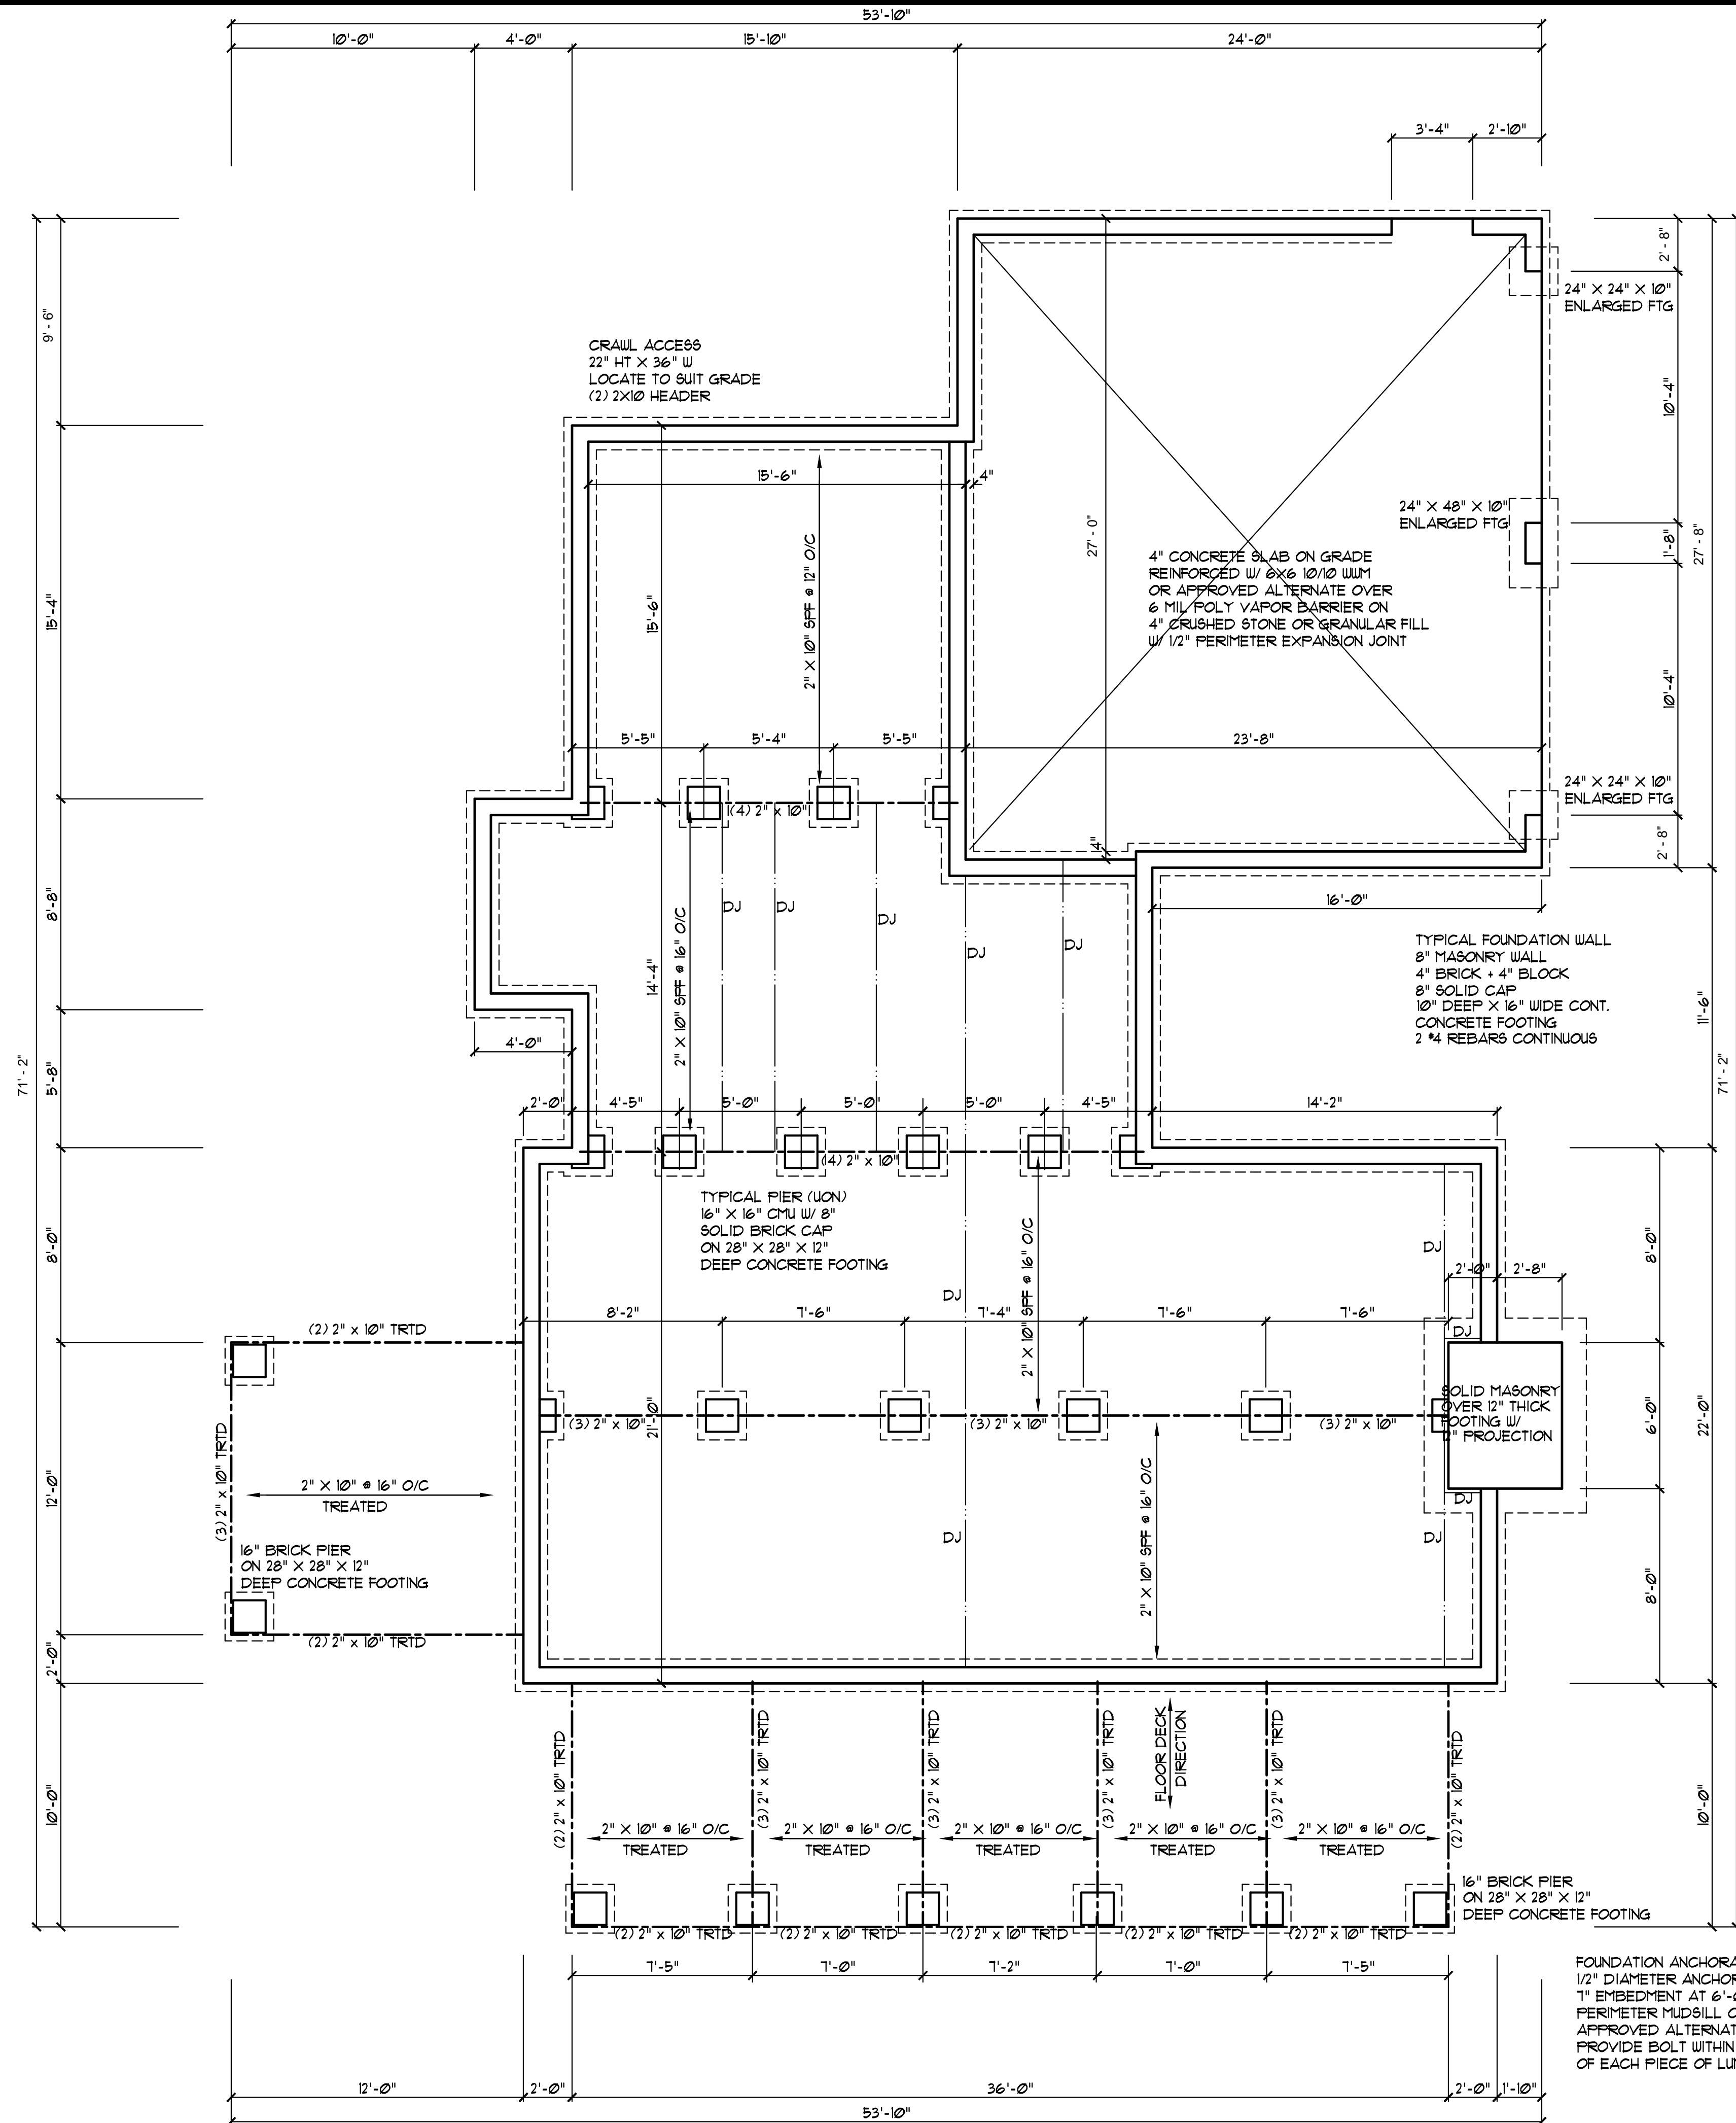 53'-10"
10'-0"
4'-0"
15'-10"
24'-0"
3'-4"
2'-10"
9' - 6"
15'-4"
8'-8"
5'-8"
71' - 2"
8'-0"
12'-0"
2'-0"
10'-0"
CRAWL ACCESS
22" HT X 36" W
LOCATE TO SUIT GRADE
(2) 2X10 HEADER
15'-6"
4"
2" X 10" SPF @ 12" O/C
15'-6"
27' - 0"
2' - 8"
24" X 24" X 10"
ENLARGED FTG
10'-4"
24" X 48" X 10"
ENLARGED FTG
1'-8"
27' - 8"
4" CONCRETE SLAB ON GRADE
REINFORCED W/ 6X6 10/10 WWM
OR APPROVED ALTERNATE OVER
6 MIL POLY VAPOR BARRIER ON
4" CRUSHED STONE OR GRANULAR FILL
W/ 1/2" PERIMETER EXPANSION JOINT
10'-4"
5'-5"
5'-4"
5'-5"
23'-8"
(4) 2" x 10"
24" X 24" X 10"
ENLARGED FTG
4"
2' - 8"
DJ
DJ
DJ
DJ
DJ
16'-0"
2" X 10" SPF @ 16" O/C
14'-4"
TYPICAL FOUNDATION WALL
8" MASONRY WALL
4" BRICK + 4" BLOCK
8" SOLID CAP
10" DEEP X 16" WIDE CONT.
CONCRETE FOOTING
2 #4 REBARS CONTINUOUS
11'-6"
71' - 2"
4'-0"
2'-0"
4'-5"
5'-0"
5'-0"
5'-0"
4'-5"
14'-2"
(4) 2" x 10"
TYPICAL PIER (UON)
16" X 16" CMU W/ 8"
SOLID BRICK CAP
ON 28" X 28" X 12"
DEEP CONCRETE FOOTING
2" X 10" SPF @ 16" O/C
DJ
DJ
2'-0"
2'-8"
8'-0"
8'-2"
7'-6"
7'-4"
7'-6"
7'-6"
DJ
(2) 2" x 10" TRTD
(3) 2" x 10" TRTD
2" X 10" @ 16" O/C
TREATED
16" BRICK PIER
ON 28" X 28" X 12"
DEEP CONCRETE FOOTING
(2) 2" x 10" TRTD
(3) 2" x 10"
21'-10"
(3) 2" x 10"
(3) 2" x 10"
SOLID MASONRY
OVER 12" THICK
FOOTING W/
12" PROJECTION
6'-0"
22'-0"
DJ
DJ
DJ
2" X 10" SPF @ 16" O/C
8'-0"
(2) 2" x 10" TRTD
(3) 2" x 10" TRTD
(3) 2" x 10" TRTD
(3) 2" x 10" TRTD
FLOOR DECK
DIRECTION
(3) 2" x 10" TRTD
(2) 2" x 10" TRTD
10'-0"
2" X 10" @ 16" O/C
TREATED
2" X 10" @ 16" O/C
TREATED
2" X 10" @ 16" O/C
TREATED
2" X 10" @ 16" O/C
TREATED
2" X 10" @ 16" O/C
TREATED
16" BRICK PIER
ON 28" X 28" X 12"
DEEP CONCRETE FOOTING
(2) 2" x 10" TRTD
(2) 2" x 10" TRTD
(2) 2" x 10" TRTD
(2) 2" x 10" TRTD
(2) 2" x 10" TRTD
7'-5"
7'-0"
7'-2"
7'-0"
7'-5"
FOUNDATION
1/2" DIAMETER
7" EMBEDMENT AT
PERIMETER MUDSILL
APPROVED
PROVIDE BOLT WITHIN
OF EACH PIECE OF
12'-0"
2'-0"
36'-0"
2'-0"
1'-10"
53'-10"